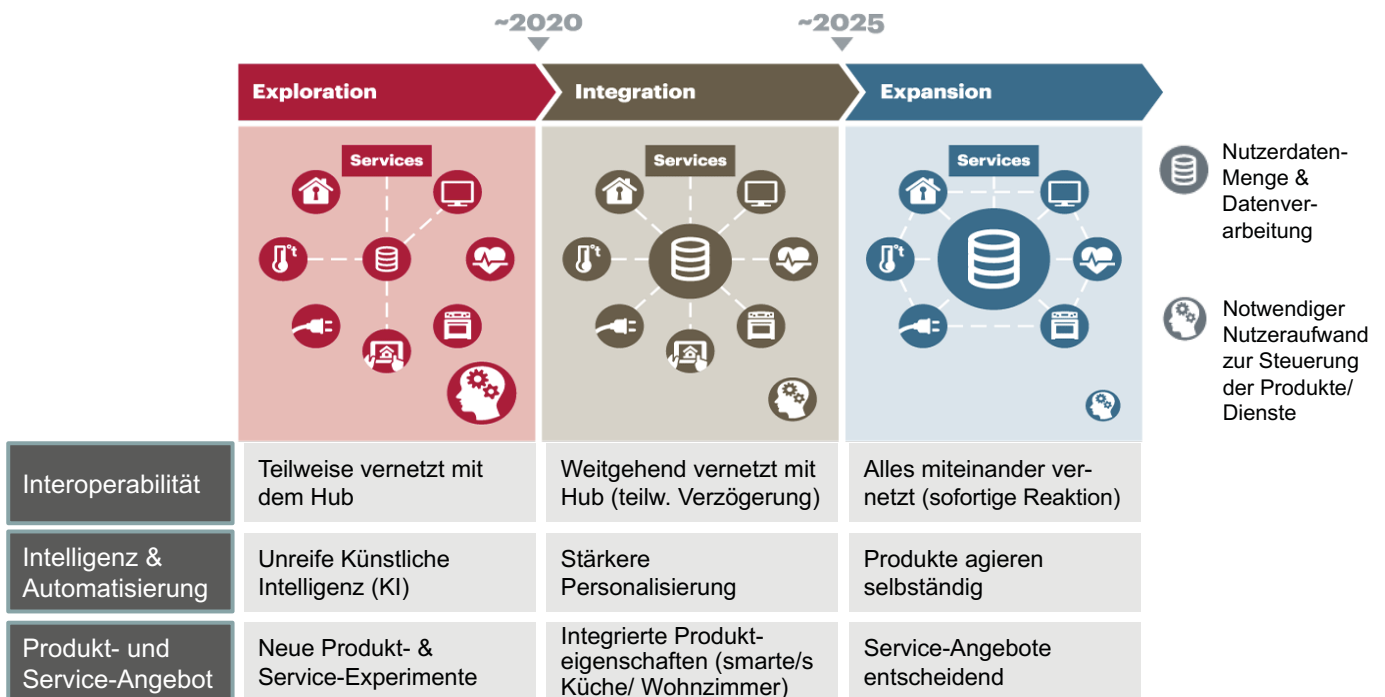 ~2020
~2025
Exploration
Integration
Expansion
Services
Services
Services
°t
°t
°t
Nutzerdaten-
Menge &
Datenver-
arbeitung
Notwendiger
Nutzeraufwand
zur Steuerung
der Produkte/
Dienste
Interoperabilität
Teilweise vernetzt mit
dem Hub
Weitgehend vernetzt mit
Hub (teilw. Verzögerung)
Alles miteinander ver-
netzt (sofortige Reaktion)
Intelligenz &
Automatisierung
Unreife Künstliche
Intelligenz (KI)
Stärkere
Personalisierung
Produkte agieren
selbständig
Produkt- und
Service-Angebot
Neue Produkt- &
Service-Experimente
Integrierte Produkt-
eigenschaften (smarte/s
Küche/ Wohnzimmer)
Service-Angebote
entscheidend